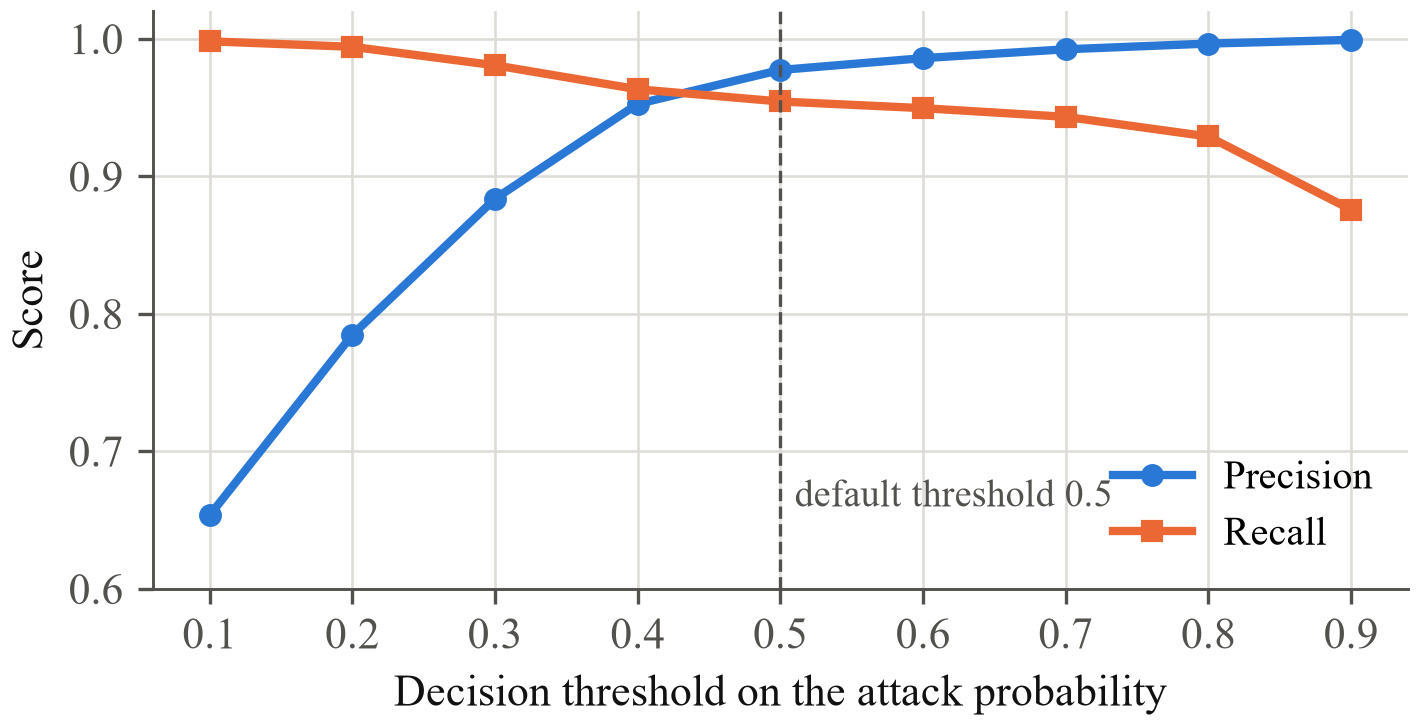 1.0
0.9
0.8
0.7
0.6
Score
default threshold 0.5
Precision
Recall
0.1 0.2 0.3 0.4 0.5 0.6 0.7 0.8 0.9
Decision threshold on the attack probability